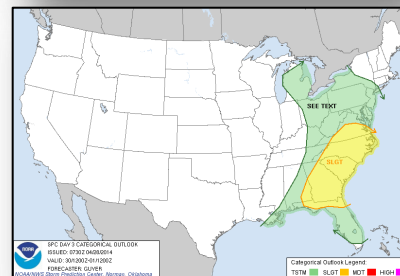 SEE TEXT
SLGT
NOAA
SPC DAY 3 CATEGORICAL OUTLOOK
ISSUED: 0730Z 04/28/2014
VALID: 30/1200Z-01/1200Z
FORECASTER: GUYER
NOAA/NWS Storm Prediction Center, Norman, Oklahoma
Categorical Outlook Legend:
TSTM SLGT MDT HIGH